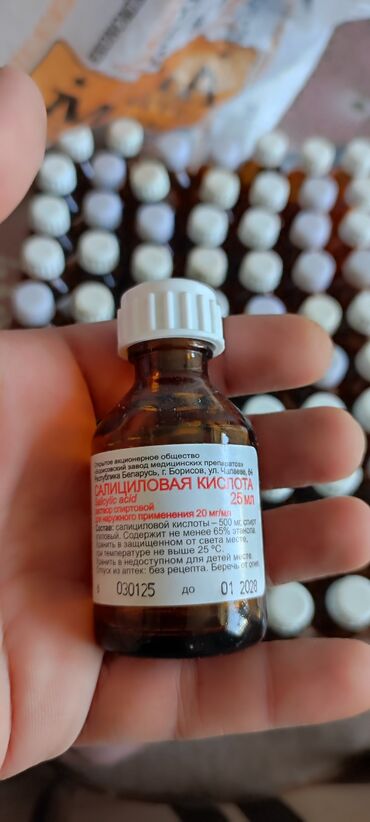 Открытое акционерное общество
«Борисовский завод медицинских препаратов»
Республика Беларусь, г. Борисов, ул. Чапаева, 64
САЛИЦИЛОВАЯ КИСЛОТА
Salicylic acid 25 мл
раствор спиртовой
для наружного применения 20 мг/мл
Состав: салициловой кислоты – 500 мг, спирт
этиловый. Содержит не менее 65% этанола.
Хранить в защищенном от света месте,
при температуре не выше 25 °С.
Хранить в недоступном для детей месте.
Отпуск из аптек: без рецепта. Беречь от огня.
030125 до 01 2028